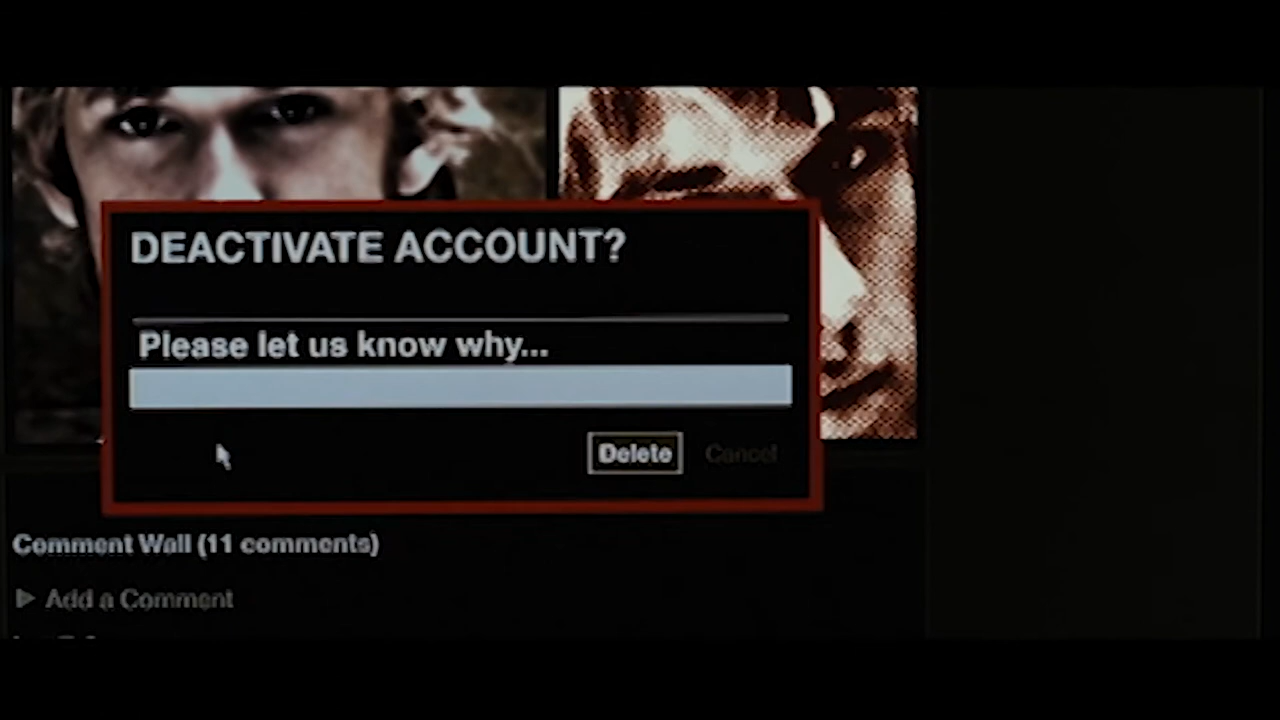 DEACTIVATE ACCOUNT?
Please let us know why...
Delete Cancel
Comment Wall (11 comments)
Add a Comment